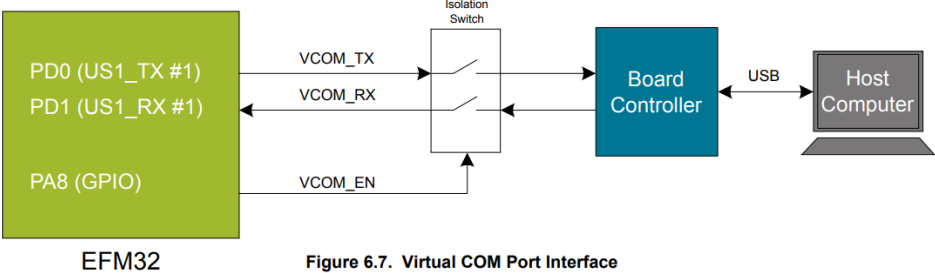 Isolation
Switch
PD0 (US1_TX #1)
VCOM_TX
PD1 (US1_RX #1)
VCOM_RX
PA8 (GPIO)
VCOM_EN
Board
Controller
USB
Host
Computer
EFM32
Figure 6.7. Virtual COM Port Interface